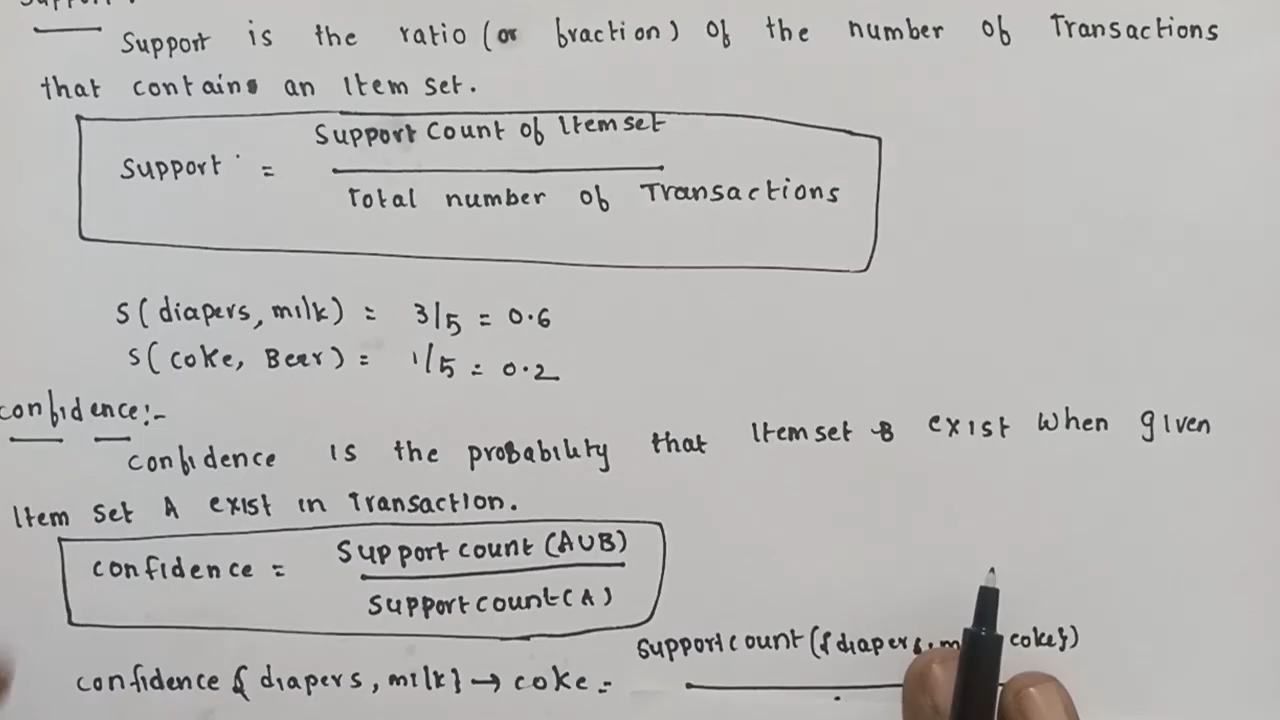 Support is the ratio (or fraction) of the number of Transactions
that contains an Item set.
Support = Support Count of Itemset
Total number of Transactions
S(diapers, milk) = 3/5 = 0.6
S(coke, Beer) = 1/5 = 0.2
confidence:-
confidence is the probability that Itemset B exist when given
Item set A exist in Transaction.
confidence = Support count (AUB)
Support count(A)
Support count ({diapers, coke})
confidence {diapers, milk} → coke =